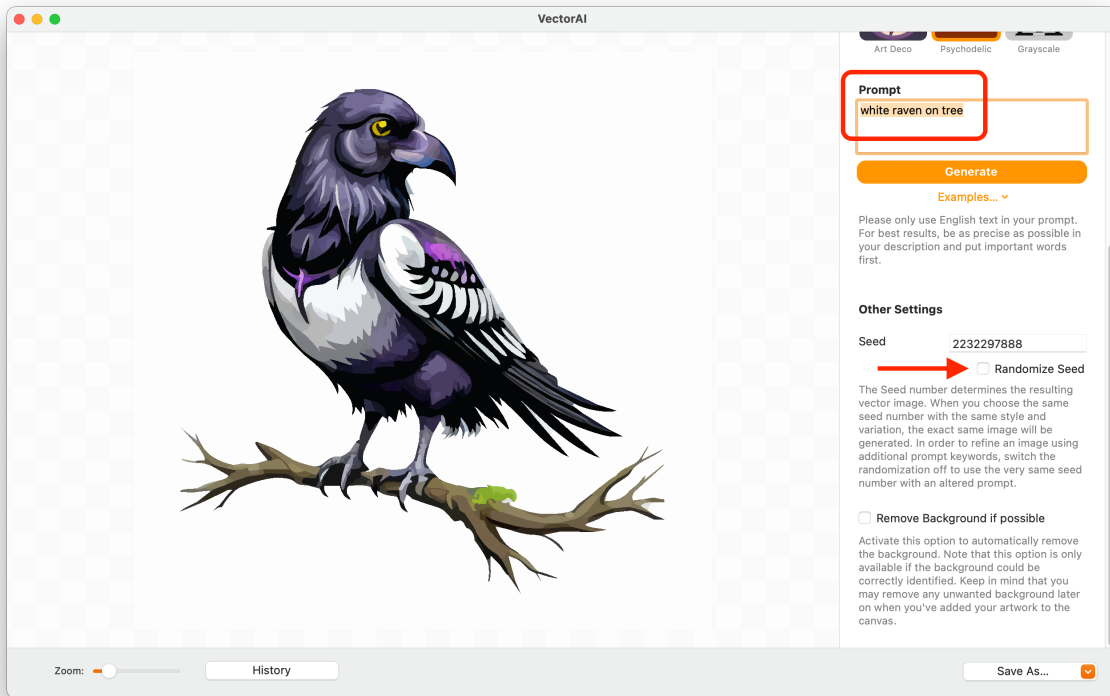 VectorAI
Art Deco
Psychodelic
Grayscale
Prompt
white raven on tree
Generate
Examples...
Please only use English text in your prompt.
For best results, be as precise as possible in
your description and put important words
first.
Other Settings
Seed
2232297888
Randomize Seed
The Seed number determines the resulting
vector image. When you choose the same
seed number with the same style and
variation, the exact same image will be
generated. In order to refine an image using
additional prompt keywords, switch the
randomization off to use the very same seed
number with an altered prompt.
Remove Background if possible
Activate this option to automatically remove
the background. Note that this option is only
available if the background could be
correctly identified. Keep in mind that you
may remove any unwanted background later
on when you've added your artwork to the
canvas.
Zoom:
History
Save As...